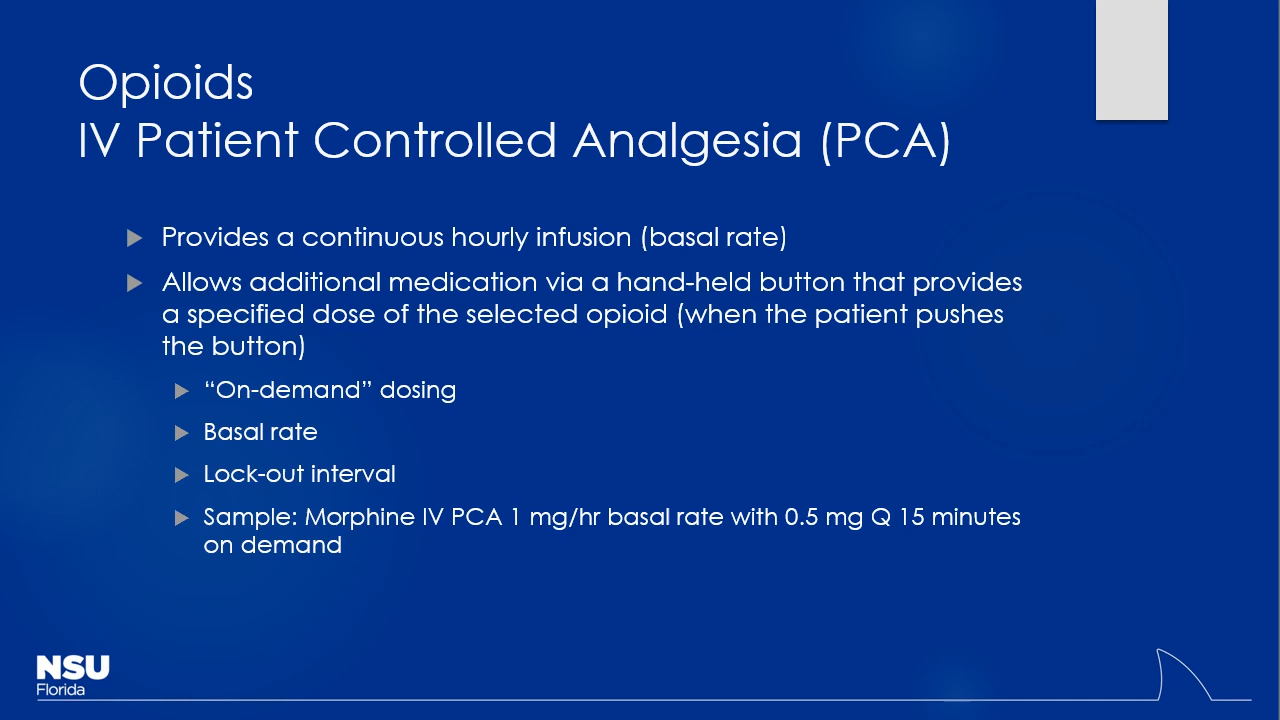 Opioids
IV Patient Controlled Analgesia (PCA)
Provides a continuous hourly infusion (basal rate)
Allows additional medication via a hand-held button that provides
a specified dose of the selected opioid (when the patient pushes
the button)
“On-demand” dosing
Basal rate
Lock-out interval
Sample: Morphine IV PCA 1 mg/hr basal rate with 0.5 mg Q 15 minutes
on demand
NSU
Florida